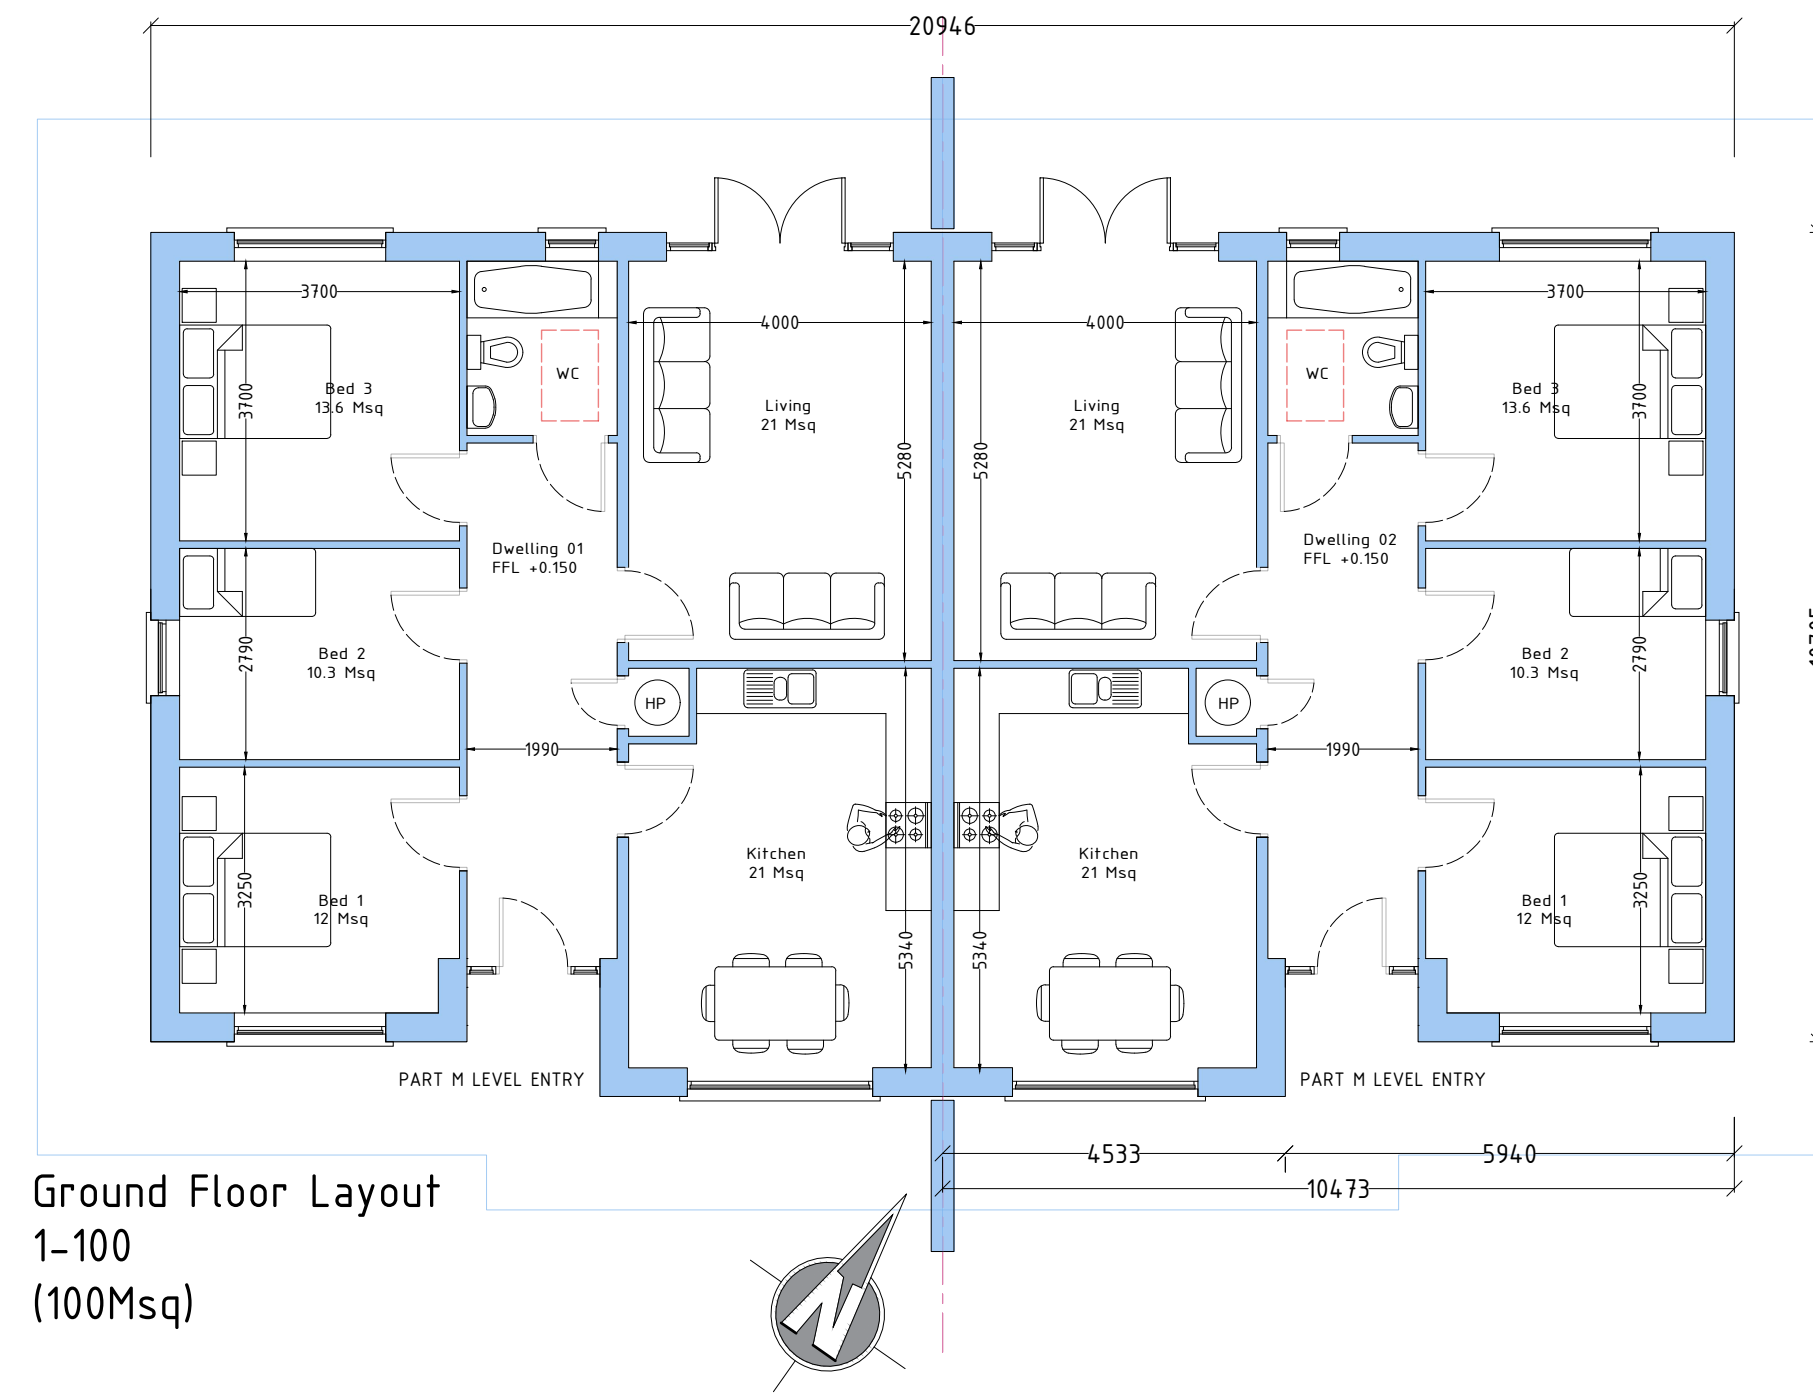 20946
3700
4000
4000
3700
WC
WC
Bed 3
13.6 Msq
3700
Living
21 Msq
Living
21 Msq
Bed 3
13.6 Msq
3700
5280
5280
Dwelling 01
FFL +0.150
Dwelling 02
FFL +0.150
Bed 2
10.3 Msq
2790
Bed 2
10.3 Msq
2790
HP
HP
1990
1990
Kitchen
21 Msq
Kitchen
21 Msq
3250
Bed 1
12 Msq
Bed 1
12 Msq
3250
5340
5340
PART M LEVEL ENTRY
PART M LEVEL ENTRY
4533
5940
10473
Ground Floor Layout
1-100
(100Msq)
N